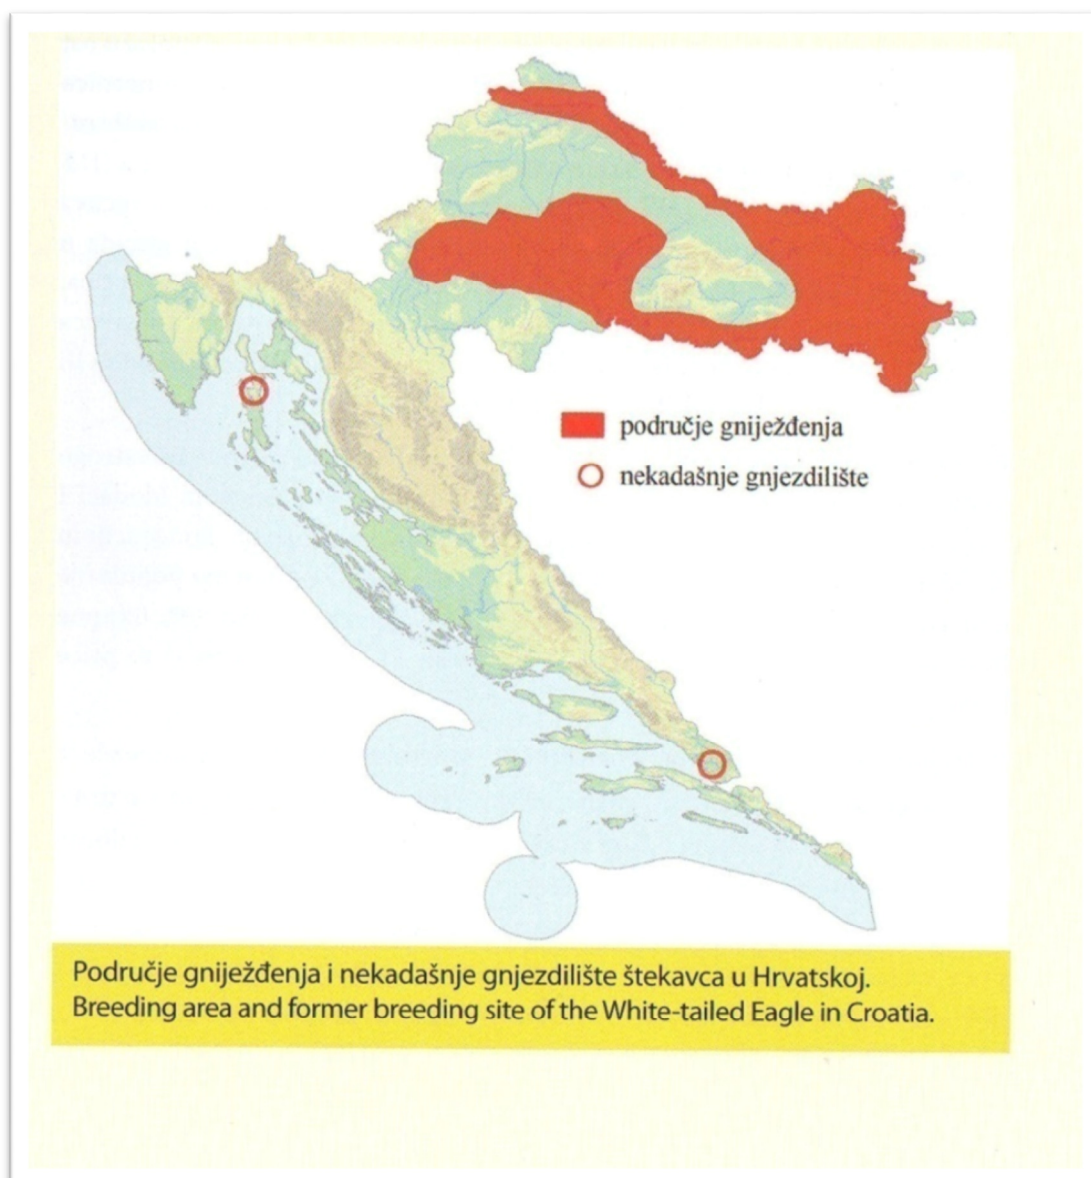 područje gniježđenja
nekadašnje gnjezdilište
Područje gniježđenja i nekadašnje gnjezdilište štekavca u Hrvatskoj.
Breeding area and former breeding site of the White-tailed Eagle in Croatia.